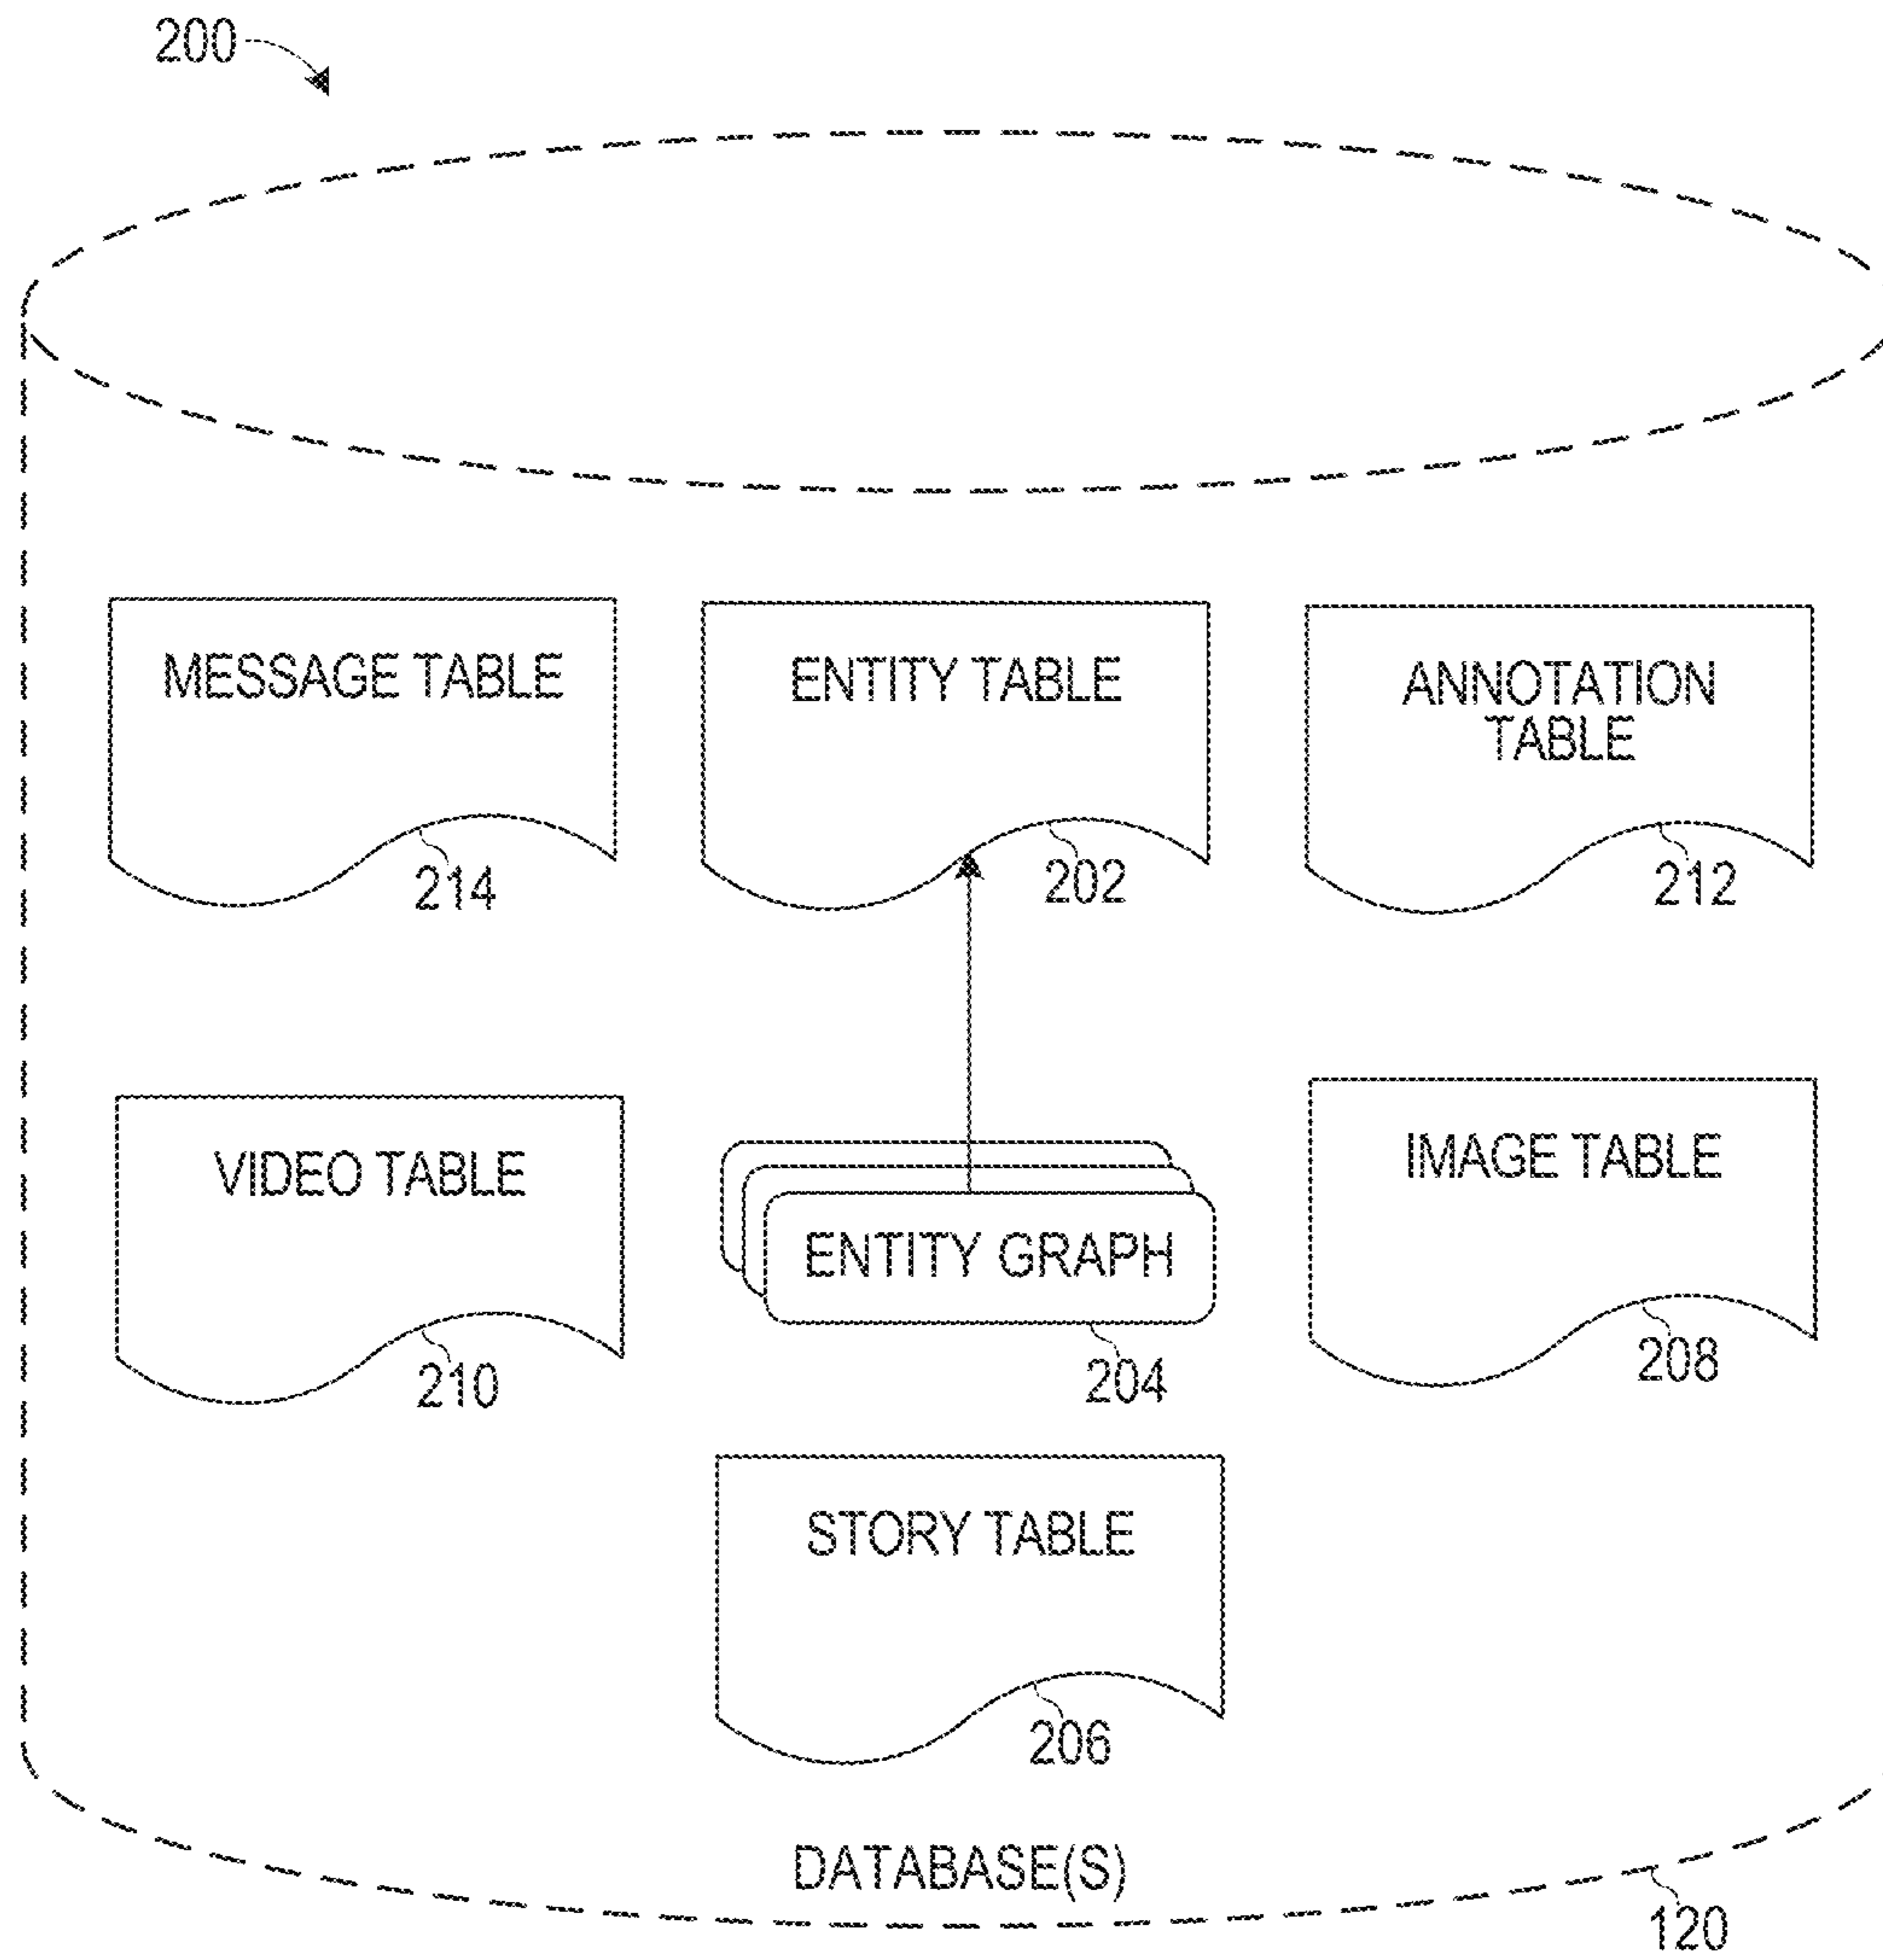 200
MESSAGE TABLE
214
ENTITY TABLE
202
ANNOTATION
TABLE
212
VIDEO TABLE
210
ENTITY GRAPH
204
IMAGE TABLE
208
STORY TABLE
206
DATABASE(S)
120